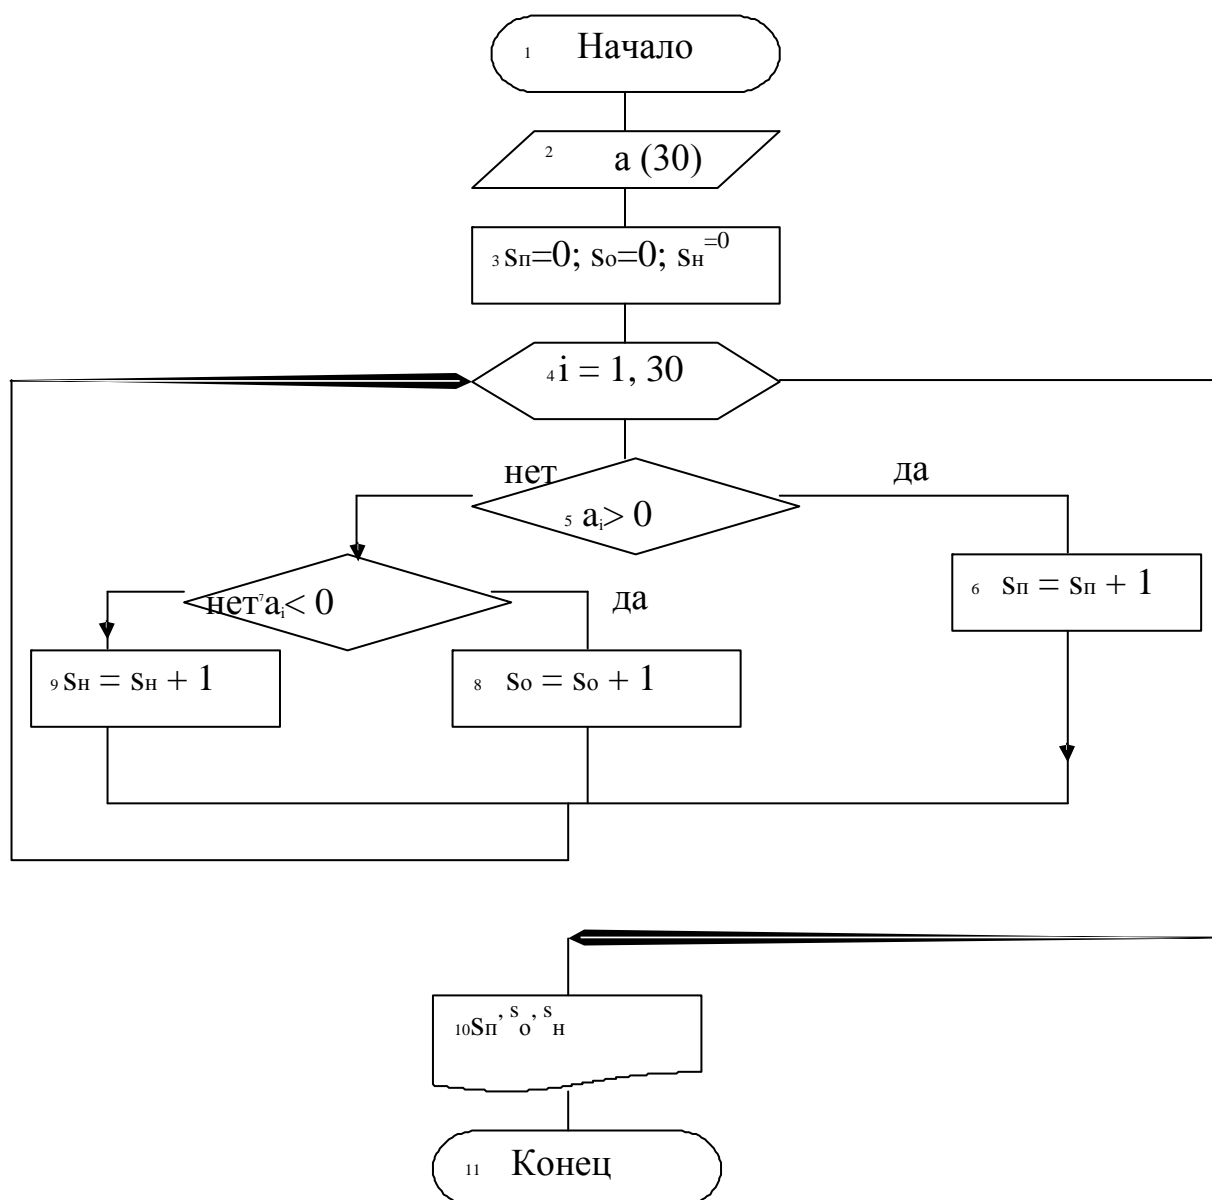 1 Начало
2 a (30)
3 sп=0; sо=0; sн=0
4 i = 1, 30
нет да
5 ai> 0
нет 7 ai< 0 да
6 sп = sп + 1
9 sн = sн + 1
8 sо = sо + 1
10 sп, sо, sн
11 Конец